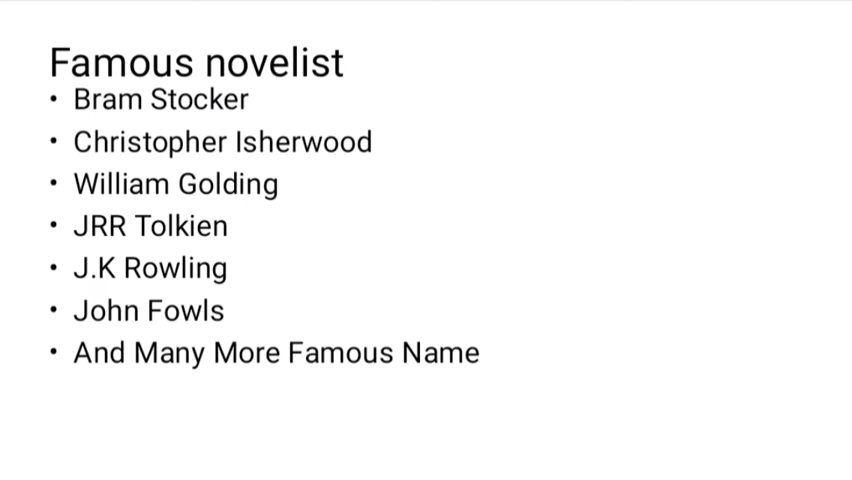 Famous novelist
• Bram Stocker
• Christopher Isherwood
• William Golding
• JRR Tolkien
• J.K Rowling
• John Fowls
• And Many More Famous Name